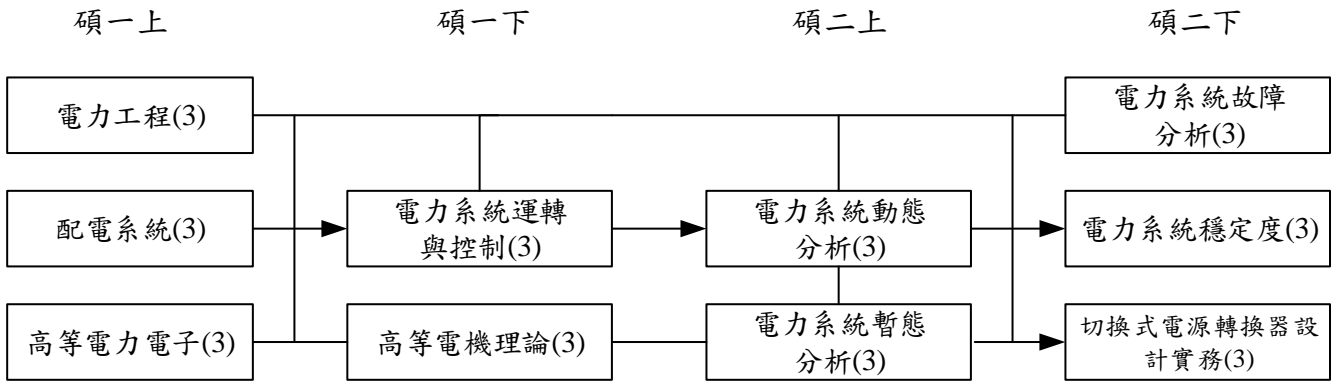 碩一上
碩一下
碩二上
碩二下
電力工程(3)
電力系統故障
分析(3)
配電系統(3)
電力系統運轉
與控制(3)
電力系統動態
分析(3)
電力系統穩定度(3)
高等電力電子(3)
高等電機理論(3)
電力系統暫態
分析(3)
切換式電源轉換器設
計實務(3)